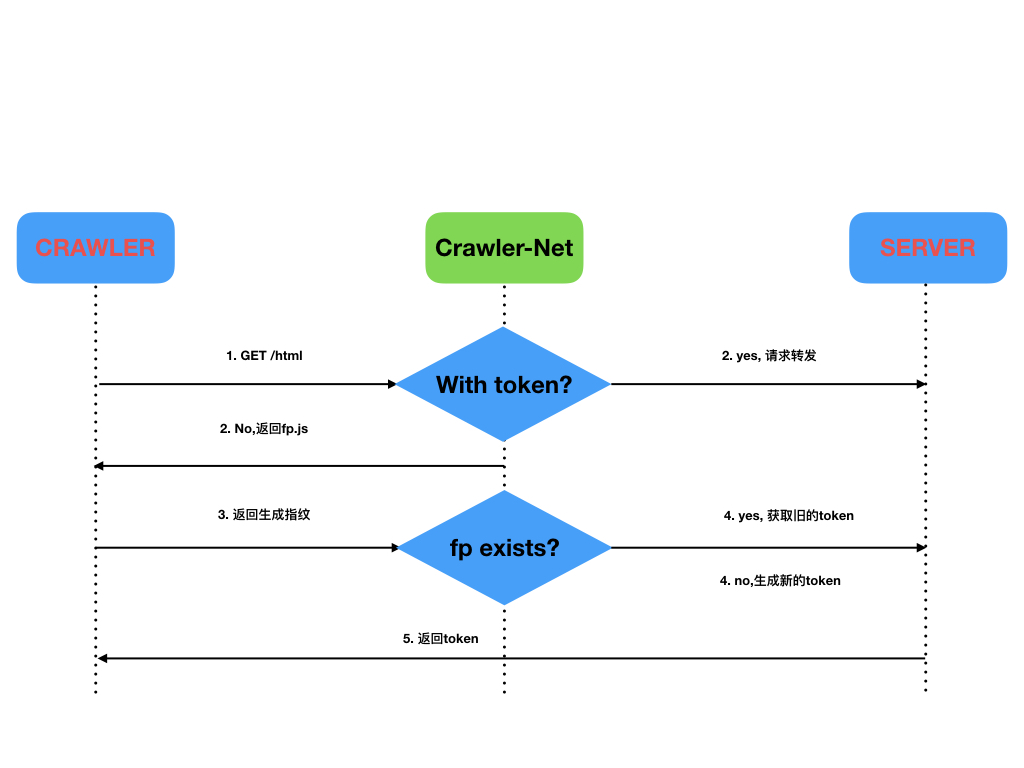 CRAWLER
Crawler-Net
SERVER
1. GET /html
2. yes, 请求转发
With token?
2. No,返回fp.js
3. 返回生成指纹
4. yes, 获取旧的token
fp exists?
4. no,生成新的token
5. 返回token